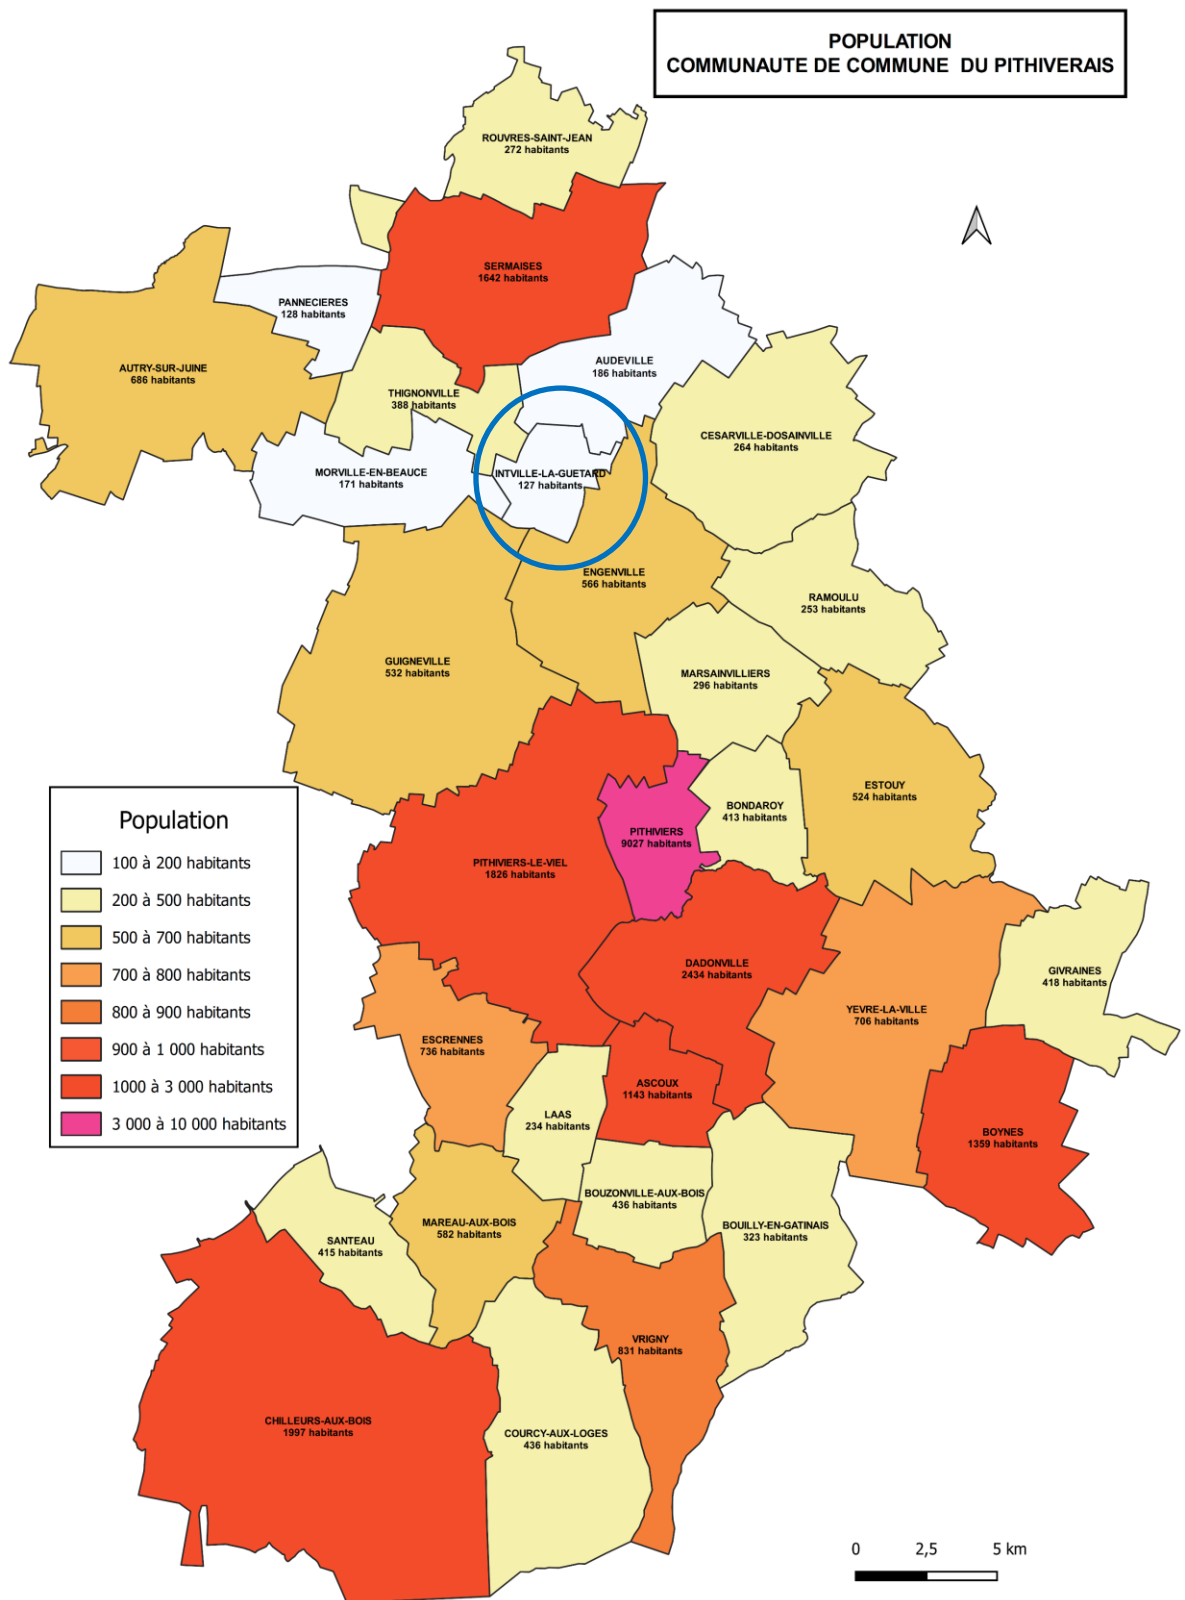 POPULATION
COMMUNAUTE DE COMMUNE DU PITHIVERAIS
ROUVRES-SAINT-JEAN
272 habitants
SERMAISES
1642 habitants
PANNECIERES
128 habitants
AUDEVILLE
186 habitants
AUTRY-SUR-JUINE
686 habitants
THIGNONVILLE
388 habitants
CESARVILLE-DOSAINVILLE
264 habitants
MORVILLE-EN-BEAUCE
171 habitants
INTVILLE-LA-GUETARD
127 habitants
ENGENVILLE
566 habitants
RAMOULU
253 habitants
GUIGNEVILLE
532 habitants
MARSAINVILLIERS
296 habitants
ESTOUY
524 habitants
BONDAROY
413 habitants
PITHIVIERS
9027 habitants
PITHIVIERS-LE-VIEL
1826 habitants
Population
100 à 200 habitants
200 à 500 habitants
500 à 700 habitants
700 à 800 habitants
800 à 900 habitants
900 à 1 000 habitants
1000 à 3 000 habitants
3 000 à 10 000 habitants
DADONVILLE
2434 habitants
GIVRAINES
418 habitants
YEVRE-LA-VILLE
706 habitants
ESCRENNES
736 habitants
ASCOUX
1143 habitants
LAAS
234 habitants
BOYNES
1359 habitants
BOUZONVILLE-AUX-BOIS
436 habitants
MAREAU-AUX-BOIS
582 habitants
BOUILLY-EN-GATINAIS
323 habitants
SANTEAU
415 habitants
VRIGNY
831 habitants
CHILLEURS-AUX-BOIS
1997 habitants
COURCY-AUX-LOGES
436 habitants
0 2,5 5 km